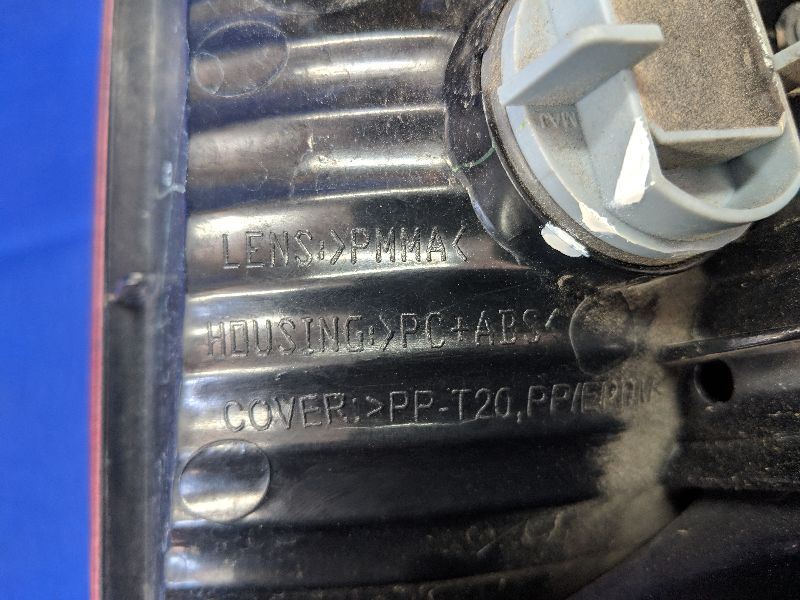 LENS:>PMMA<
HOUSING:>PC+ABS<
COVER:>PP-T20,PP/EPDM<